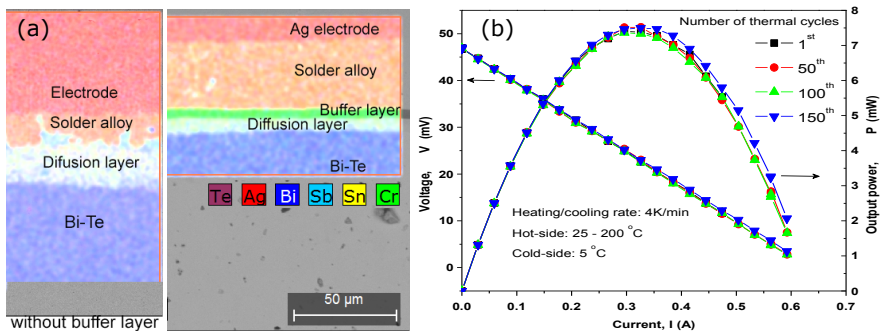 (a)
Electrode
Solder alloy
Difusion layer
Bi-Te
without buffer layer
Ag electrode
Solder alloy
Buffer layer
Difusion layer
Bi-Te
Te Ag Bi Sb Sn Cr
50 µm
(b)
Number of thermal cycles
1st
50th
100th
150th
Heating/cooling rate: 4K/min
Hot-side: 25 - 200 °C
Cold-side: 5 °C
Voltage, V (mV)
50
40
30
20
10
0
Output power, P (mW)
8
7
6
5
4
3
2
1
0
0.0 0.1 0.2 0.3 0.4 0.5 0.6 0.7
Current, I (A)